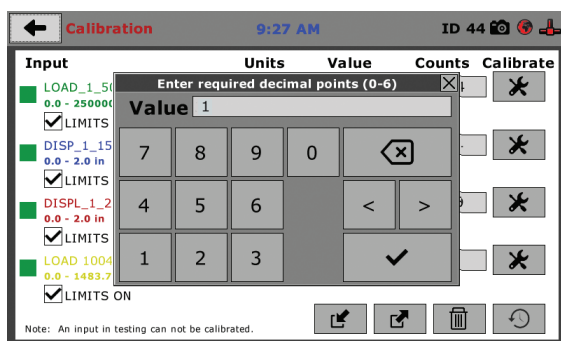 Calibration 9:27 AM ID 44
Input Units Value Counts Calibrate
LOAD_1_50
0.0 - 250000
LIMITS
Enter required decimal points (0-6)
Value 1
7 8 9 0
DISP_1_15
0.0 - 2.0 in
LIMITS
4 5 6 < >
DISPL_1_2
0.0 - 2.0 in
LIMITS
1 2 3
LOAD 1004
0.0 - 1483.7
LIMITS ON
Note: An input in testing can not be calibrated.